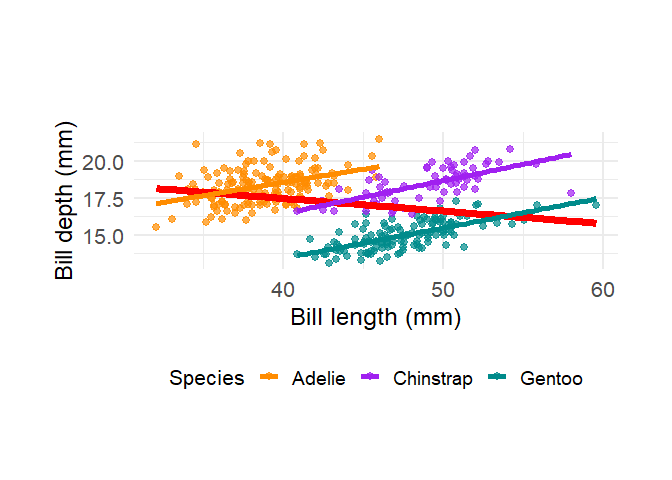 Bill depth (mm)
20.0
17.5
15.0
40 50 60
Bill length (mm)
Species Adelie Chinstrap Gentoo